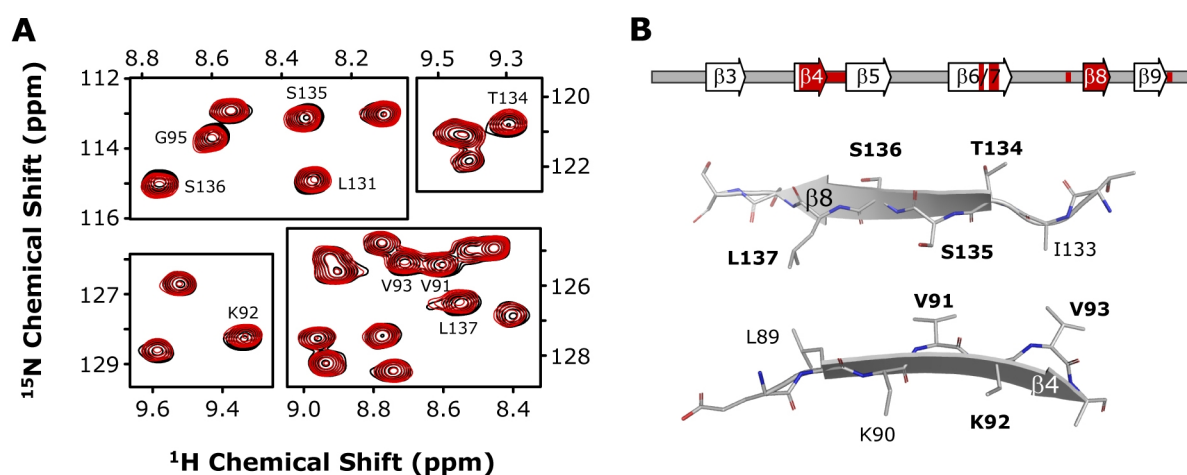 A
8.8 8.6 8.4 8.2
9.5 9.3
112
114
116
120
122
S135
G95
S136
L131
T134
127
129
126
128
K92
V93 V91
L137
9.6 9.4
9.0 8.8 8.6 8.4
¹⁵N Chemical Shift (ppm)
¹H Chemical Shift (ppm)
B
β3 β4 β5 β6/7 β8 β9
S136 T134
β8
L137 S135 I133
V91 V93
L89
β4
K90 K92